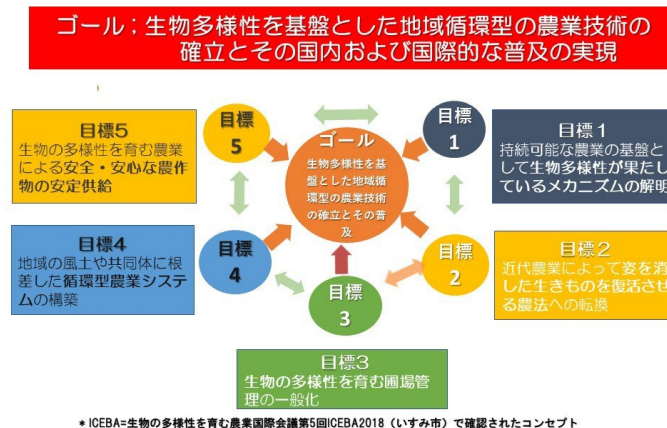 ゴール；生物多様性を基盤とした地域循環型の農業技術の
確立とその国内および国際的な普及の実現
目標5
生物の多様性を育む農業
による安全・安心な農作
物の安定供給
目標
5
ゴール
生物多様性を基
盤とした地域循
環型の農業技術
の確立とその普
及
目標
1
目標１
持続可能な農業の基盤と
して生物多様性が果たし
ているメカニズムの解明
目標4
地域の風土や共同体に根
差した循環型農業システ
ムの構築
目標
4
目標
3
目標
2
目標２
近代農業によって姿を消
した生きものを復活させ
る農法への転換
目標3
生物の多様性を育む圃場管
理の一般化
* ICEBA=生物の多様性を育む農業国際会議第5回ICEBA2018（いすみ市）で確認されたコンセプト